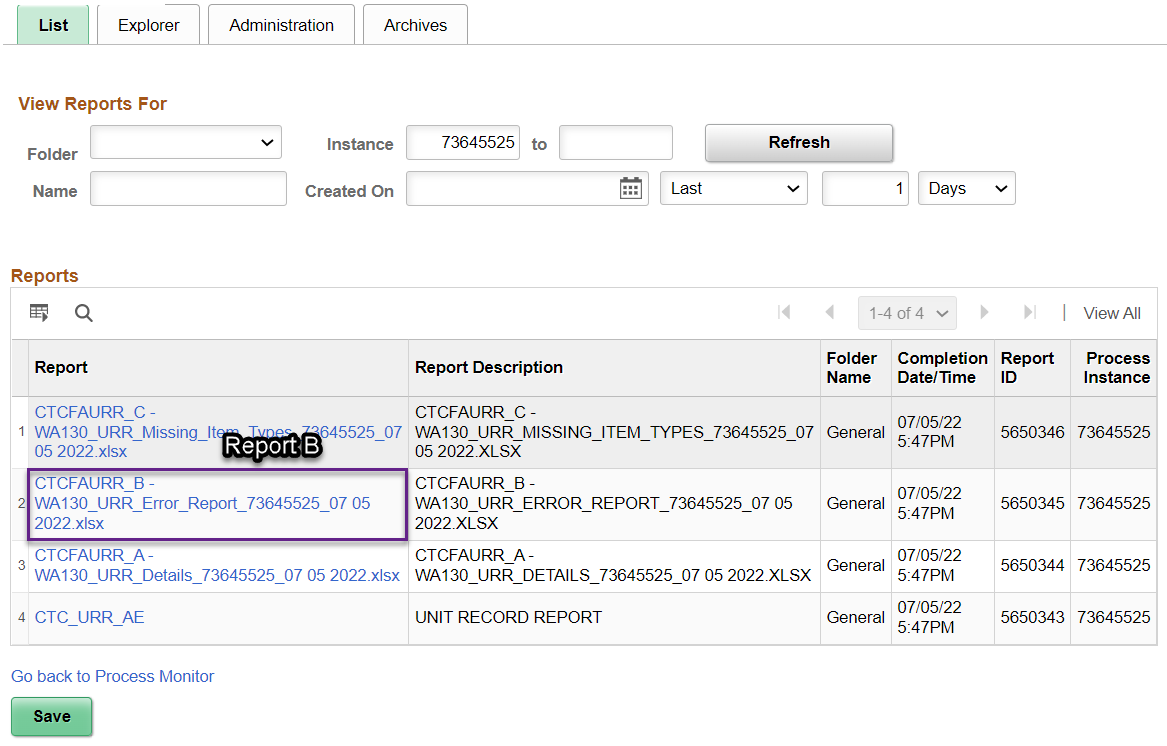 List Explorer Administration Archives
View Reports For
Folder Instance 73645525 to Refresh
Name Created On Last 1 Days
Reports
1-4 of 4 | View All
Report Report Description Folder Name Completion Date/Time Report ID Process Instance
1 CTCFAURR_C -
WA130_URR_Missing_Item_Types_73645525_07
05 2022.xlsx
CTCFAURR_C -
WA130_URR_MISSING_ITEM_TYPES_73645525_07
05 2022.XLSX
General
07/05/22
5:47PM
5650346 73645525
Report B
2 CTCFAURR_B -
WA130_URR_Error_Report_73645525_07 05
2022.xlsx
CTCFAURR_B -
WA130_URR_ERROR_REPORT_73645525_07 05
2022.XLSX
General
07/05/22
5:47PM
5650345 73645525
3 CTCFAURR_A -
WA130_URR_Details_73645525_07 05 2022.xlsx
CTCFAURR_A -
WA130_URR_DETAILS_73645525_07 05 2022.XLSX
General
07/05/22
5:47PM
5650344 73645525
4 CTC_URR_AE
UNIT RECORD REPORT
General
07/05/22
5:47PM
5650343 73645525
Go back to Process Monitor
Save